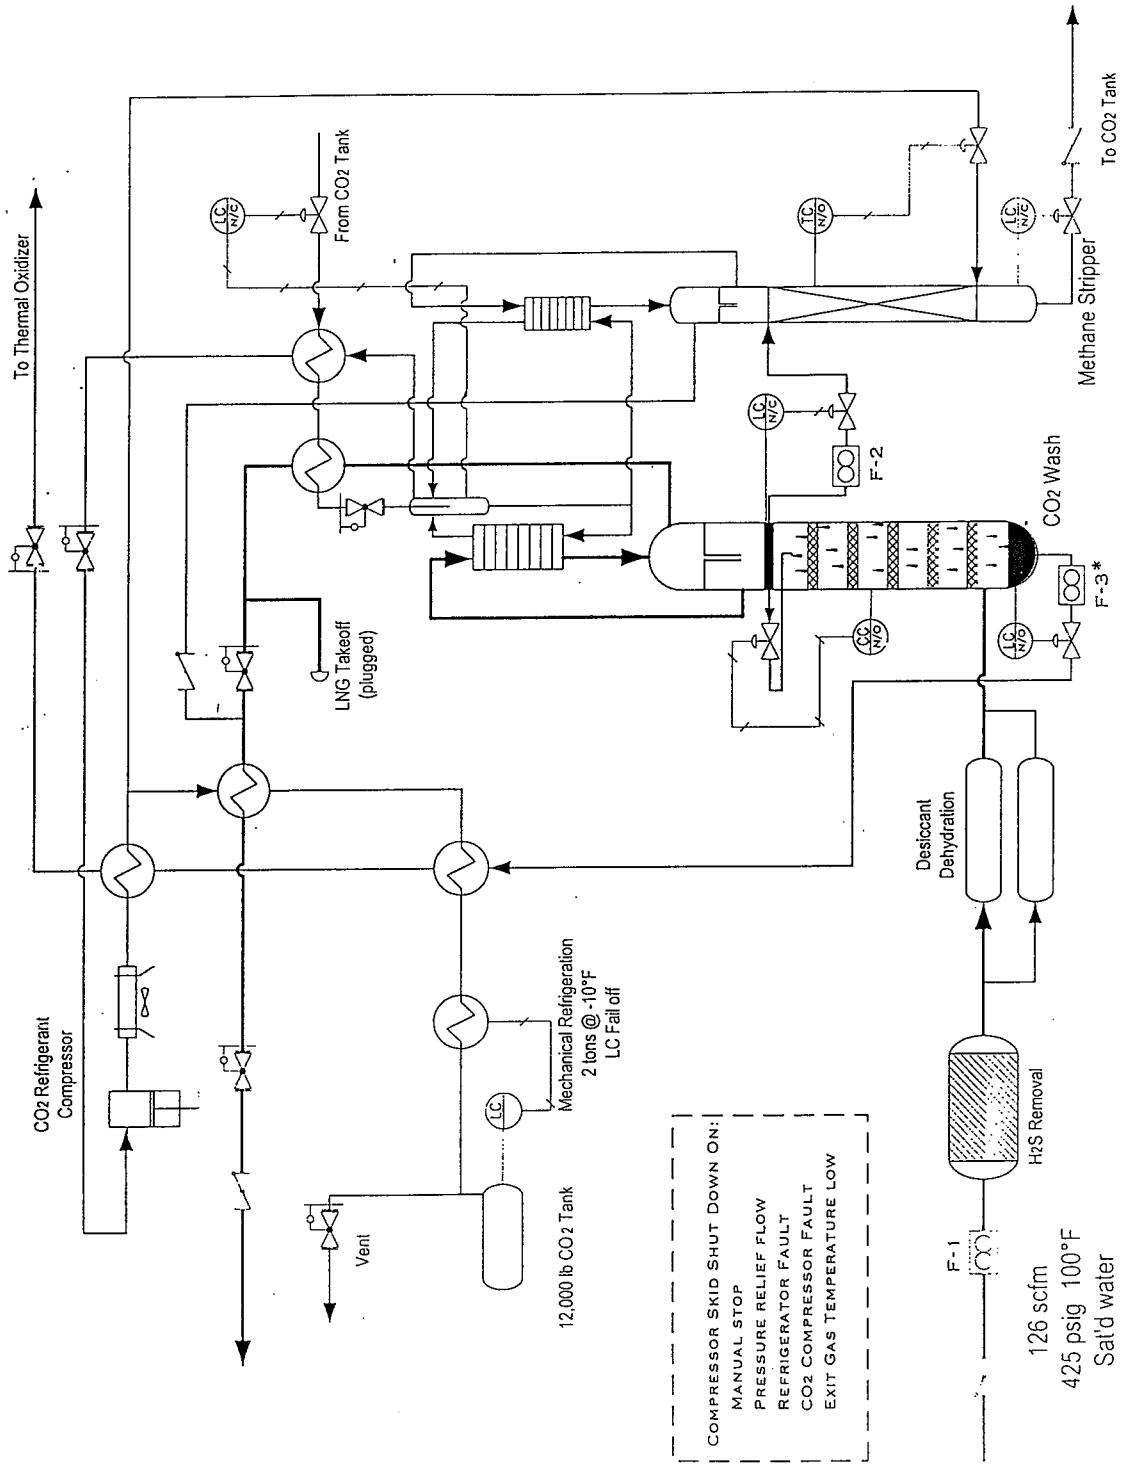 To Thermal Oxidizer
From CO2 Tank
LC
N/C
TC
N/O
LC
N/C
To CO2 Tank
Methane Stripper
LC
N/C
F-2
CO2 Wash
F-3*
LC
N/O
CC
N/O
LNG Takeoff
(plugged)
Desiccant
Dehydration
CO2 Refrigerant
Compressor
Mechanical Refrigeration
2 tons @ -10°F
LC Fail off
LC
Vent
12,000 lb CO2 Tank
H2S Removal
F-1
126 scfm
425 psig 100°F
Sat'd water
COMPRESSOR SKID SHUT DOWN ON:
MANUAL STOP
PRESSURE RELIEF FLOW
REFRIGERATOR FAULT
CO2 COMPRESSOR FAULT
EXIT GAS TEMPERATURE LOW